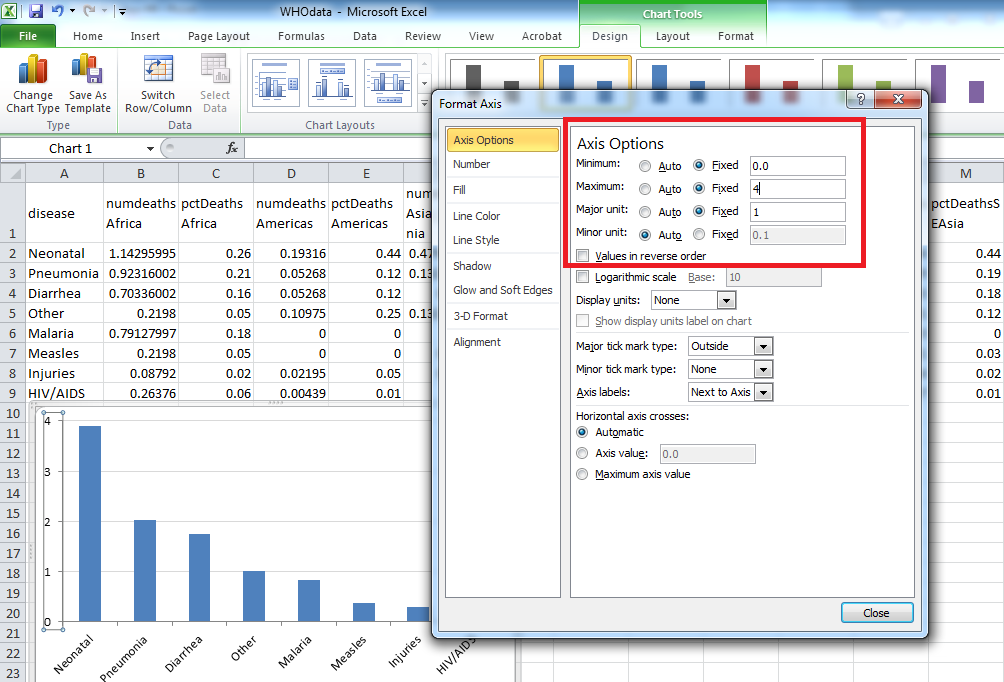 WHOdata - Microsoft Excel
Chart Tools
File Home Insert Page Layout Formulas Data Review View Acrobat Design Layout Format
Change Chart Type
Save As Template
Switch Row/Column
Select Data
Type
Data
Chart Layouts
Chart 1
fx
A B C D E M
1 disease numdeaths Africa pctDeaths Africa numdeaths Americas pctDeaths Americas pctDeathsS EAsia
2 Neonatal 1.14295995 0.26 0.19316 0.44 0.44
3 Pneumonia 0.92316002 0.21 0.05268 0.12 0.19
4 Diarrhea 0.70336002 0.16 0.05268 0.12 0.18
5 Other 0.2198 0.05 0.10975 0.25 0.12
6 Malaria 0.79127997 0.18 0 0 0
7 Measles 0.2198 0.05 0 0 0.03
8 Injuries 0.08792 0.02 0.02195 0.05 0.02
9 HIV/AIDS 0.26376 0.06 0.00439 0.01 0.01
10
11
12
13
14
15
16
17
18
19
20
21
22
23
4
3
2
1
0
Neonatal
Pneumonia
Diarrhea
Other
Malaria
Measles
Injuries
HIV/AIDS
Format Axis
?
Axis Options
Number
Fill
Line Color
Line Style
Shadow
Glow and Soft Edges
3-D Format
Alignment
Axis Options
Minimum: Auto Fixed 0.0
Maximum: Auto Fixed 4
Major unit: Auto Fixed 1
Minor unit: Auto Fixed 0.1
Values in reverse order
Logarithmic scale Base: 10
Display units: None
Show display units label on chart
Major tick mark type: Outside
Minor tick mark type: None
Axis labels: Next to Axis
Horizontal axis crosses:
Automatic
Axis value: 0.0
Maximum axis value
Close